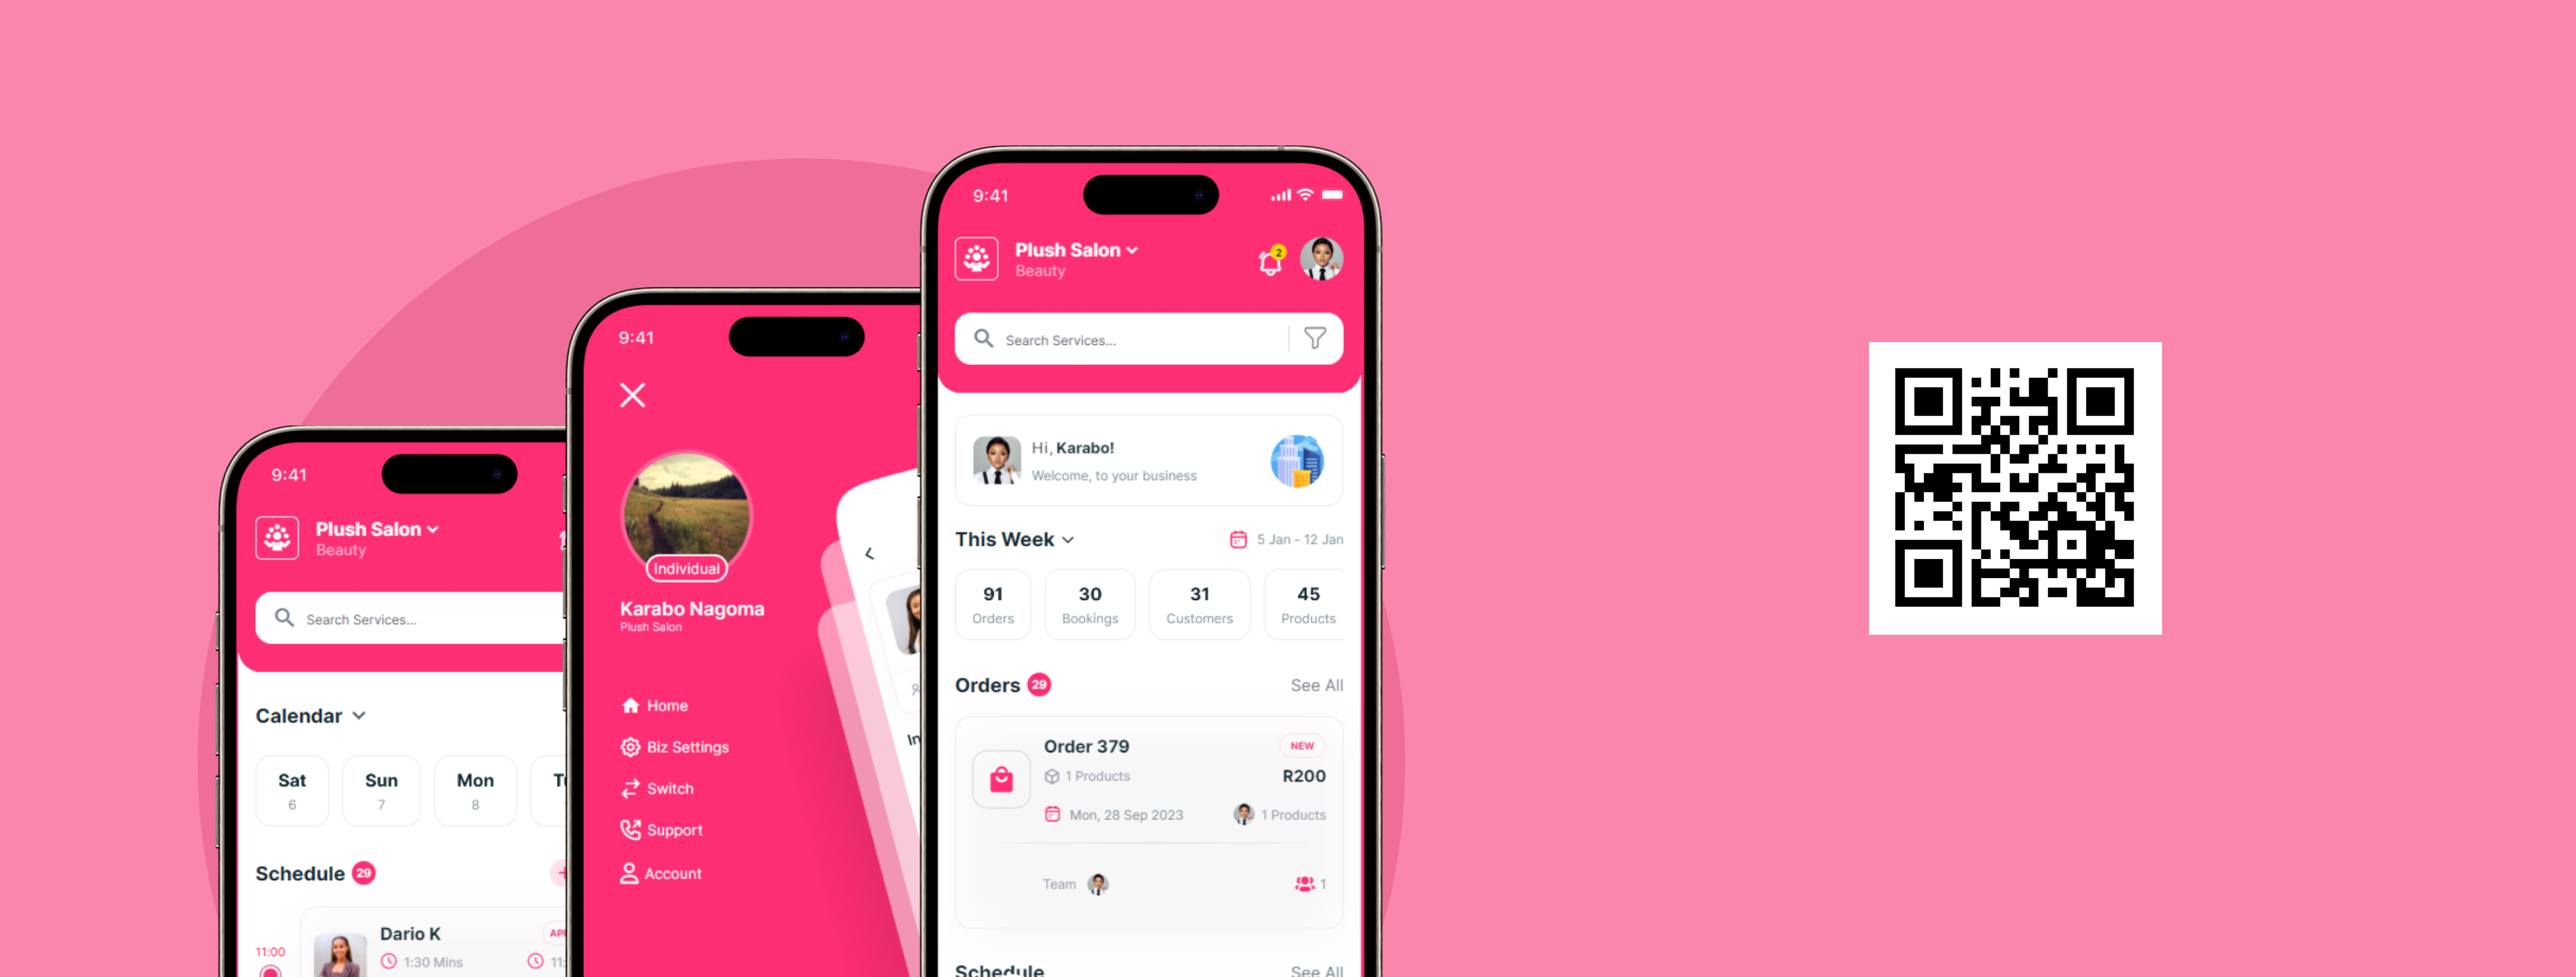 9:41
Plush Salon
Beauty
Search Services...
Calendar
Sat
6
Sun
7
Mon
8
Schedule 29
11:00
Dario K
1:30 Mins
9:41
Individual
Karabo Nagoma
Plush Salon
Home
Biz Settings
Switch
Support
Account
9:41
Plush Salon
Beauty
2
Search Services...
Hi, Karabo!
Welcome, to your business
This Week
5 Jan - 12 Jan
91
Orders
30
Bookings
31
Customers
45
Products
Orders 29
See All
Order 379
NEW
1 Products
R200
Mon, 28 Sep 2023
1 Products
Team
1
Schedule
See All